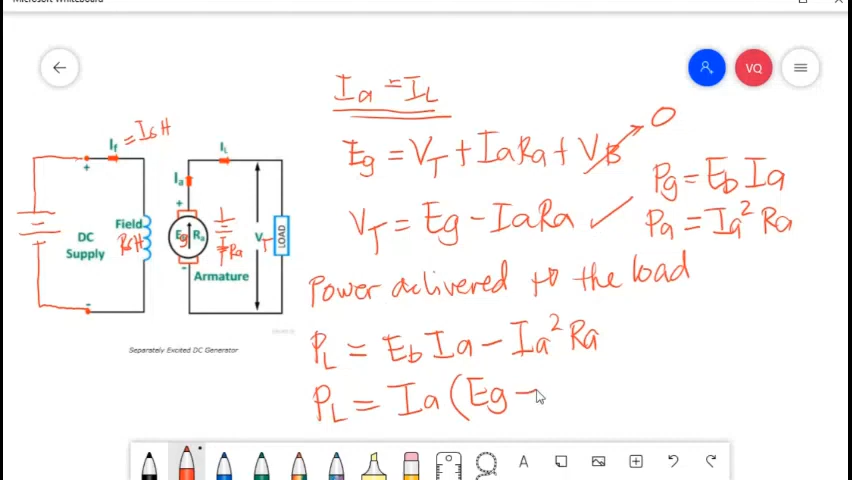 Microsoft Whiteboard
VQ
Ia = IL
If = IsH
IL
Eg = VT + IaRa + VB → 0
Ia
+
+
Pg = Eb Ia
Field
RsH
DC
Supply
Eg Ra
Ra
VT
LOAD
VT = Eg - IaRa ✓
Pa = Ia² Ra
Armature
-
-
Power delivered to the load
Separately Excited DC Generator
PL = Eb Ia - Ia² Ra
PL = Ia (Eg -
A